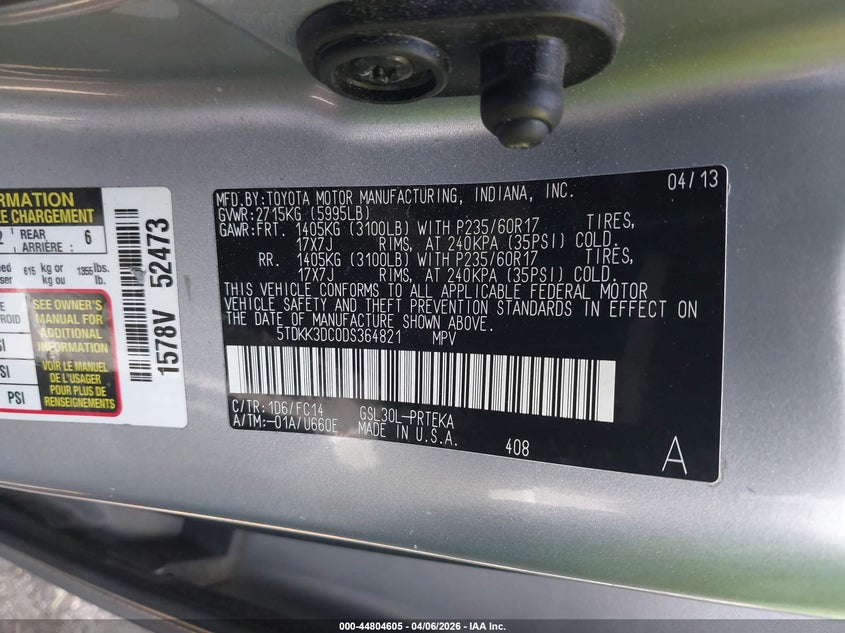 RMATION
E CHARGEMENT
2 REAR ARRIÈRE : 6
615 kg or kg ou 1355 lbs. lb.
SEE OWNER'S
MANUAL FOR
ADDITIONAL
INFORMATION
VOIR LE MANUEL
DE L'USAGER
POUR PLUS DE
RENSEIGNEMENTS
PSI
1578V 52473
MFD.BY:TOYOTA MOTOR MANUFACTURING, INDIANA, INC. 04/13
GVWR:2715KG (5995LB)
GAWR:FRT. 1405KG (3100LB) WITH P235/60R17 TIRES,
17X7J RIMS, AT 240KPA (35PSI) COLD.
RR. 1405KG (3100LB) WITH P235/60R17 TIRES,
17X7J RIMS, AT 240KPA (35PSI) COLD.
THIS VEHICLE CONFORMS TO ALL APPLICABLE FEDERAL MOTOR
VEHICLE SAFETY AND THEFT PREVENTION STANDARDS IN EFFECT ON
THE DATE OF MANUFACTURE SHOWN ABOVE.
5TDKK3DC0DS364821 MPV
C/TR:1D6/FC14 GSL30L-PRTEKA
A/TM:-01A/U660E MADE IN U.S.A.
408
A
000-44804605 - 04/06/2026 - IAA Inc.